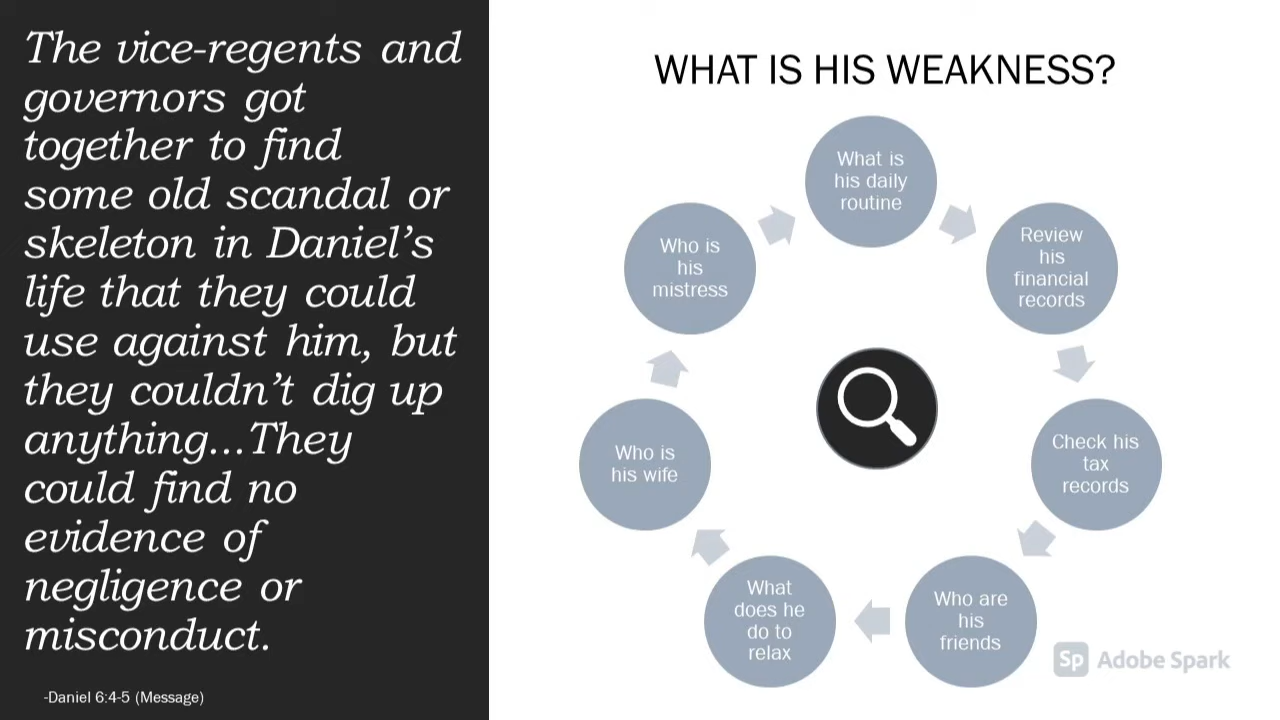 The vice-regents and
governors got
together to find
some old scandal or
skeleton in Daniel’s
life that they could
use against him, but
they couldn’t dig up
anything...They
could find no
evidence of
negligence or
misconduct.
-Daniel 6:4-5 (Message)
WHAT IS HIS WEAKNESS?
What is
his daily
routine
Review
his
financial
records
Check his
tax
records
Who are
his
friends
What
does he
do to
relax
Who is
his wife
Who is
his
mistress
Sp Adobe Spark